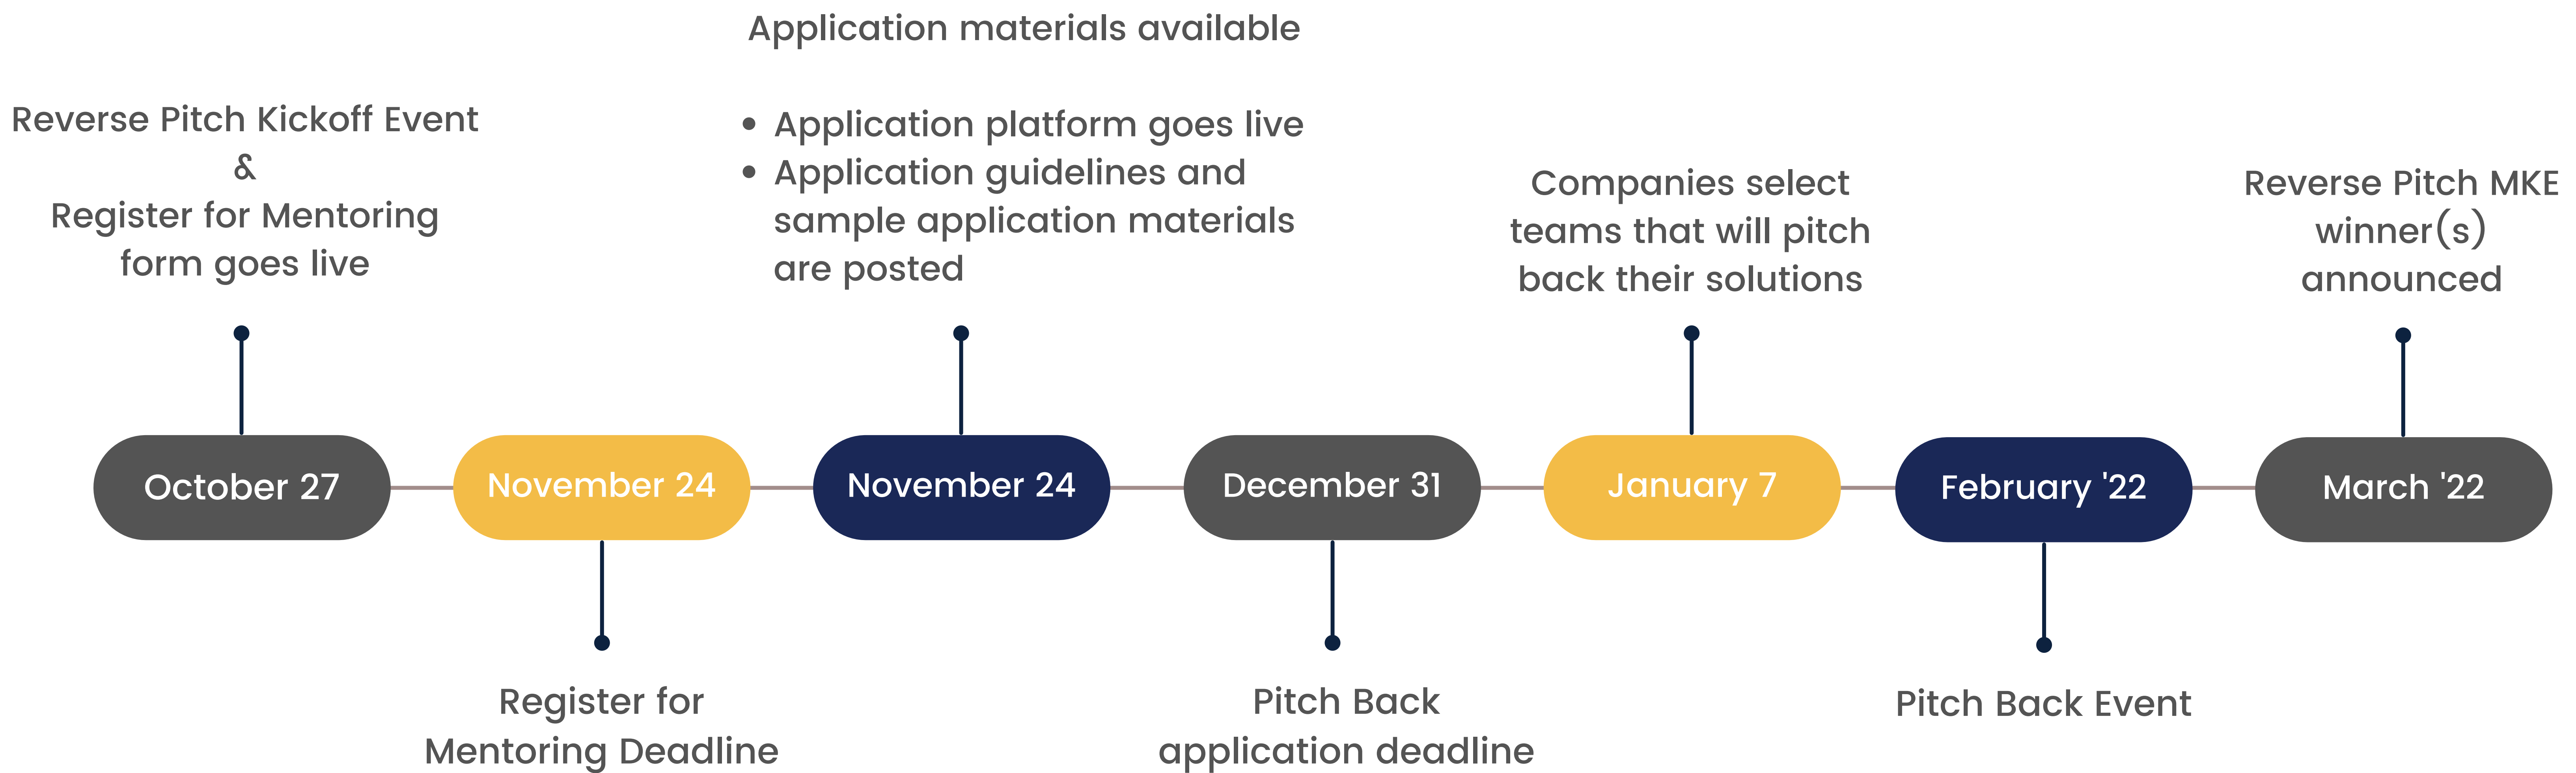 Application materials available
Reverse Pitch Kickoff Event
&
Register for Mentoring
form goes live
• Application platform goes live
• Application guidelines and
sample application materials
are posted
Companies select
teams that will pitch
back their solutions
Reverse Pitch MKE
winner(s)
announced
October 27
November 24
November 24
December 31
January 7
February '22
March '22
Register for
Mentoring Deadline
Pitch Back
application deadline
Pitch Back Event